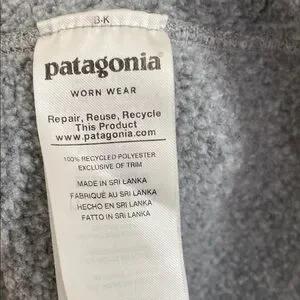 B-K
patagonia®
WORN WEAR
Repair, Reuse, Recycle
This Product
www.patagonia.com
100% RECYCLED POLYESTER
EXCLUSIVE OF TRIM
MADE IN SRI LANKA
FABRIQUÉ AU SRI LANKA
HECHO EN SRI LANKA
FATTO IN SRI LANKA